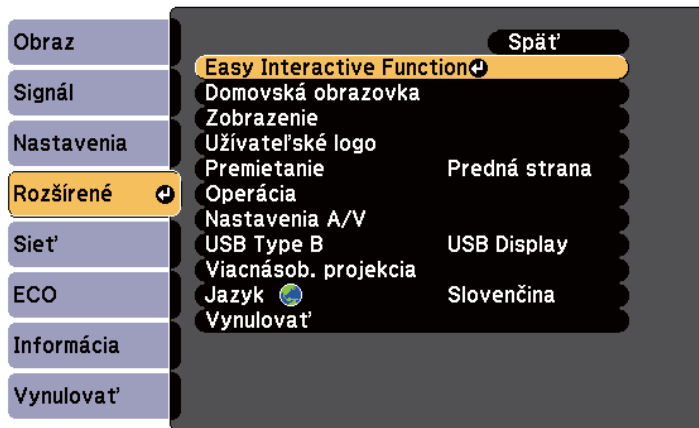 Obraz
Signál
Nastavenia
Rozšírené
Sieť
ECO
Informácia
Vynulovať
Späť
Easy Interactive Function
Domovská obrazovka
Zobrazenie
Užívateľské logo
Premietanie Predná strana
Operácia
Nastavenia A/V
USB Type B USB Display
Viacnásob. projekcia
Jazyk Slovenčina
Vynulovať